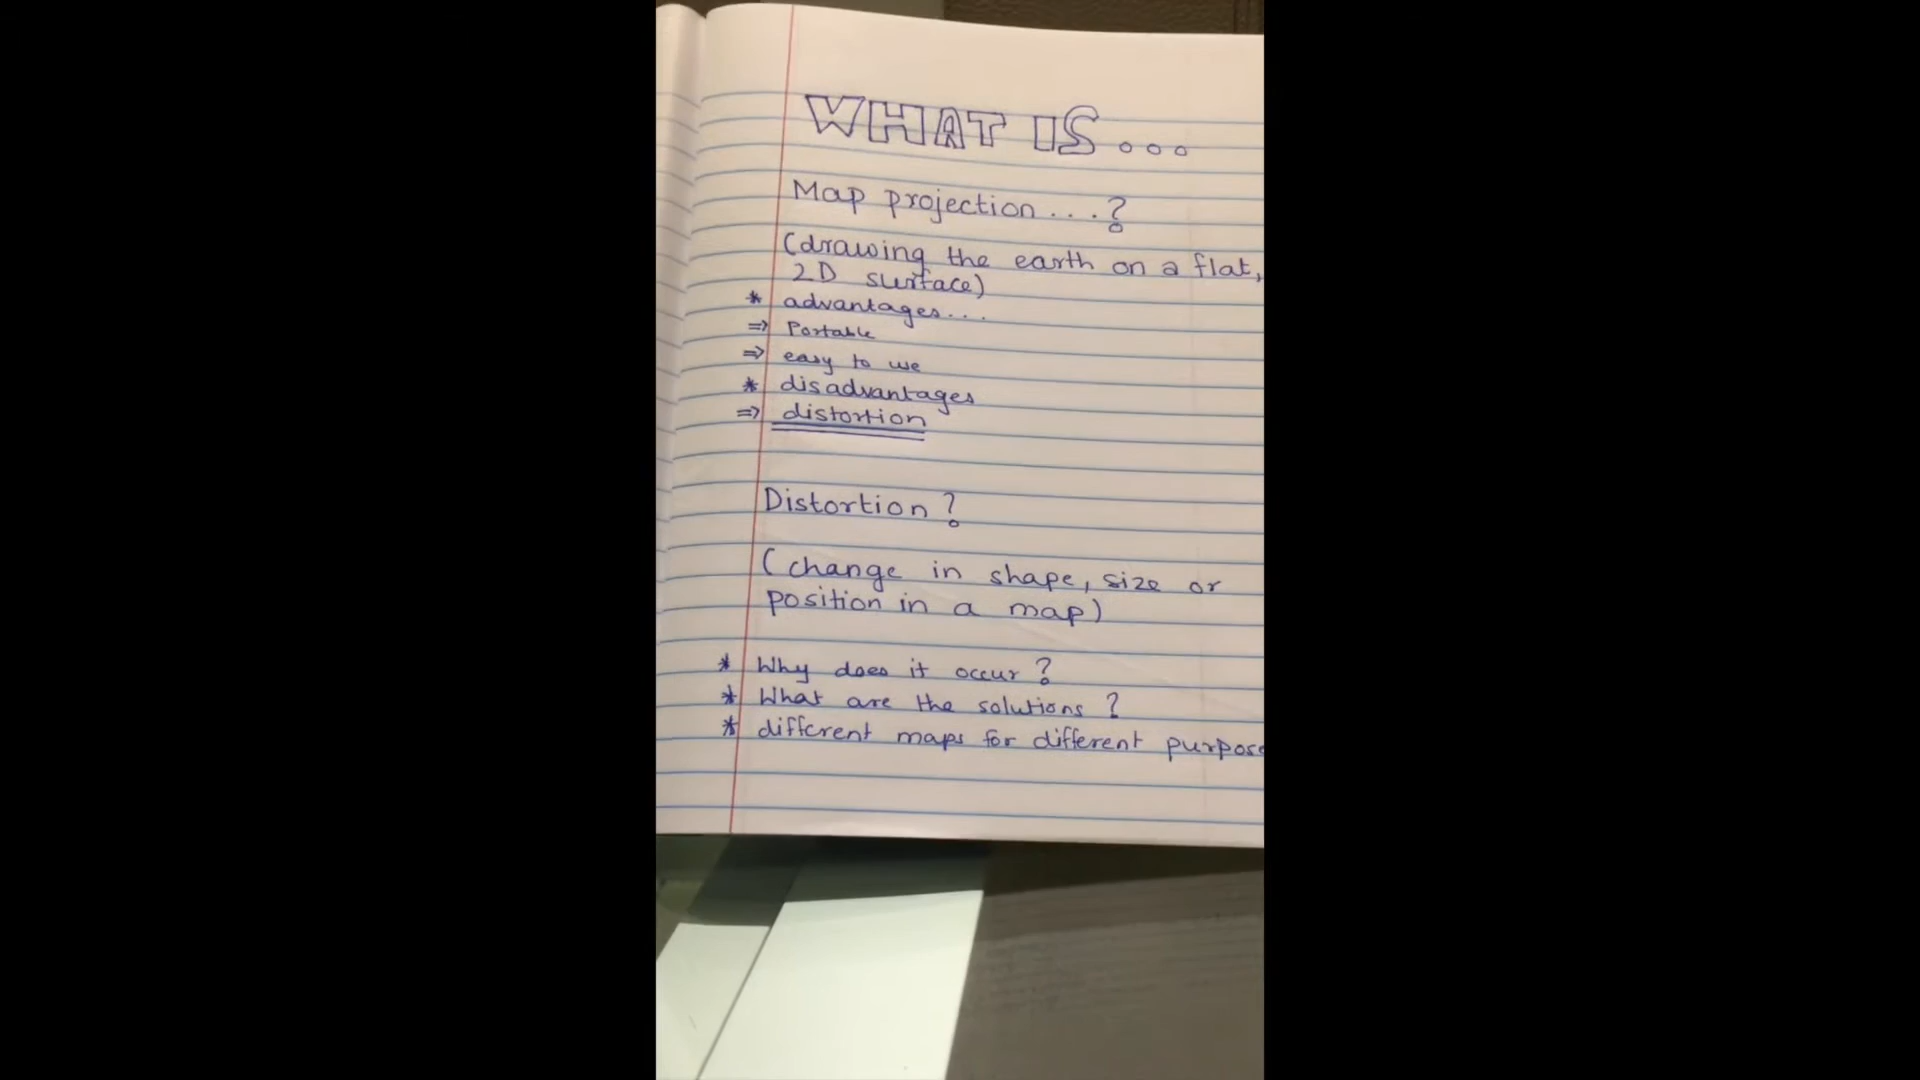 WHAT IS...
Map projection...?
(drawing the earth on a flat,
2D surface)
* advantages...
⇒ Portable
⇒ easy to use
* disadvantages
⇒ distortion
Distortion?
(change in shape, size or
position in a map)
* Why does it occur?
* What are the solutions?
* different maps for different purpose